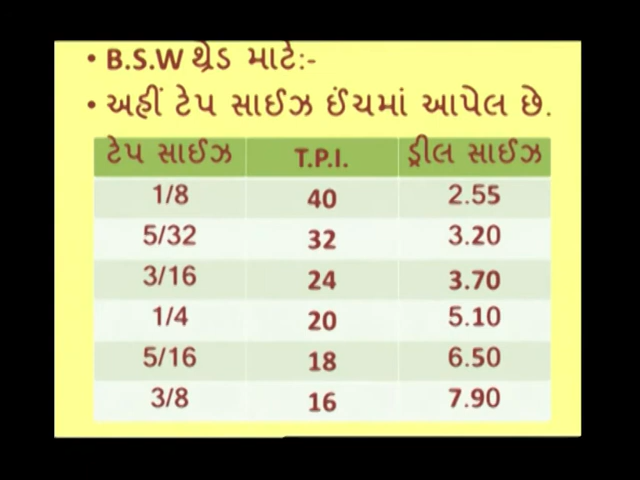 • B.S.W થ્રેડ માટે:-
• અહીં ટેપ સાઈઝ ઈંચમાં આપેલ છે.
ટેપ સાઈઝ T.P.I. ડ્રીલ સાઈઝ
1/8 40 2.55
5/32 32 3.20
3/16 24 3.70
1/4 20 5.10
5/16 18 6.50
3/8 16 7.90